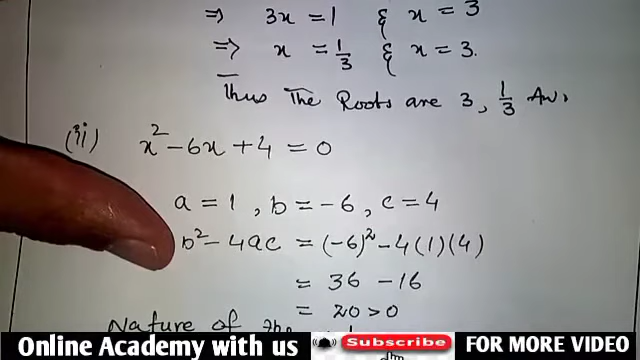 ⇒ 3x = 1 & x = 3
⇒ x = 1/3 & x = 3.
Thus The Roots are 3, 1/3 Ans
(iii) x² - 6x + 4 = 0
a = 1, b = -6, c = 4
b² - 4ac = (-6)² - 4(1)(4)
= 36 - 16
= 20 > 0
Nature of the
Online Academy with us Subscribe FOR MORE VIDEO